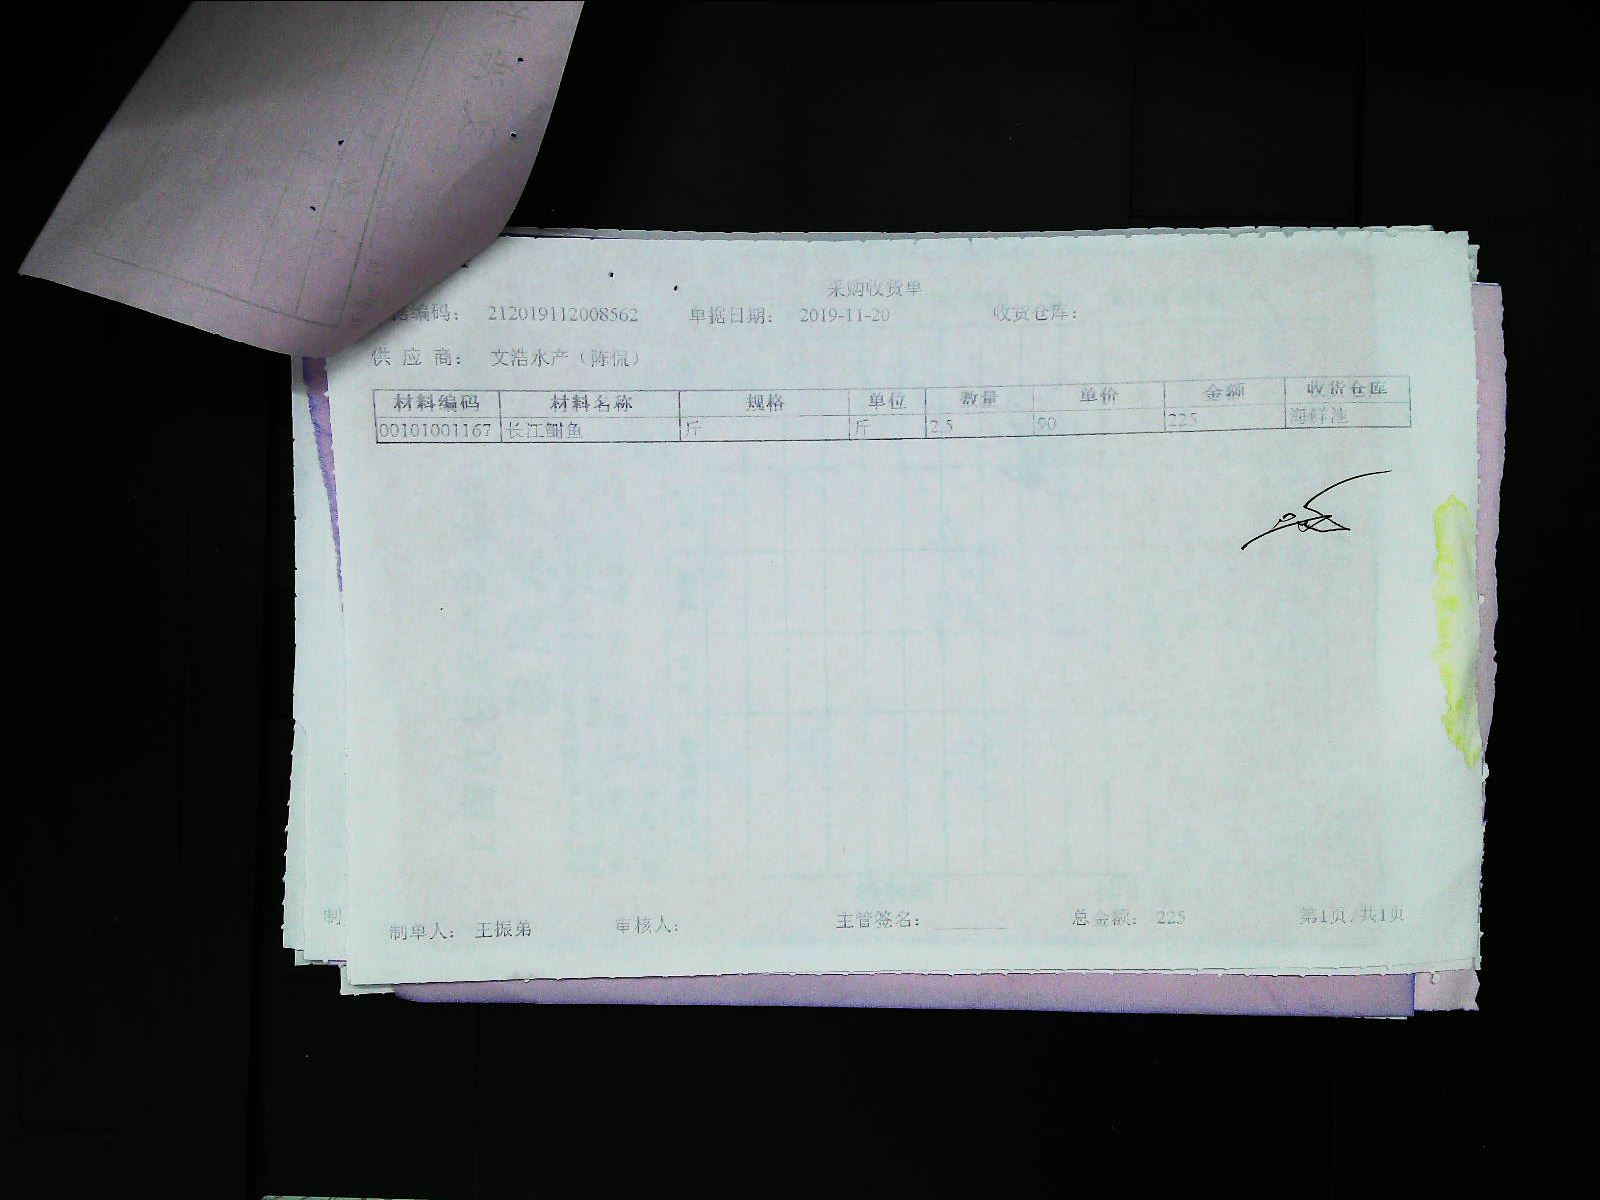 采购收货单
编码： 212019112008562 单据日期： 2019-11-20 收货仓库：
供 应 商： 文浩水产（陈侃）
材料编码 材料名称 规格 单位 数量 单价 金额 收货仓库
00101001167 长江鮰鱼 斤 斤 2.5 90 225 海鲜池
制单人： 王振弟 审核人： 主管签名： 总金额： 225 第1页/共1页